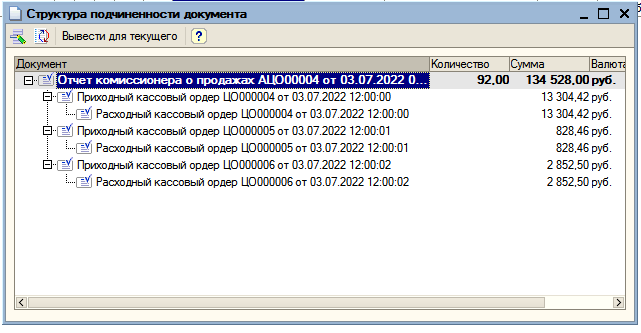 Структура подчиненности документа
Вывести для текущего
Документ Количество Сумма Валюта
Отчет комиссионера о продажах АЦО00004 от 03.07.2022 0... 92,00 134 528,00 руб.
Приходный кассовый ордер ЦО000004 от 03.07.2022 12:00:00 13 304,42 руб.
Расходный кассовый ордер ЦО000004 от 03.07.2022 12:00:00 13 304,42 руб.
Приходный кассовый ордер ЦО000005 от 03.07.2022 12:00:01 828,46 руб.
Расходный кассовый ордер ЦО000005 от 03.07.2022 12:00:01 828,46 руб.
Приходный кассовый ордер ЦО000006 от 03.07.2022 12:00:02 2 852,50 руб.
Расходный кассовый ордер ЦО000006 от 03.07.2022 12:00:02 2 852,50 руб.